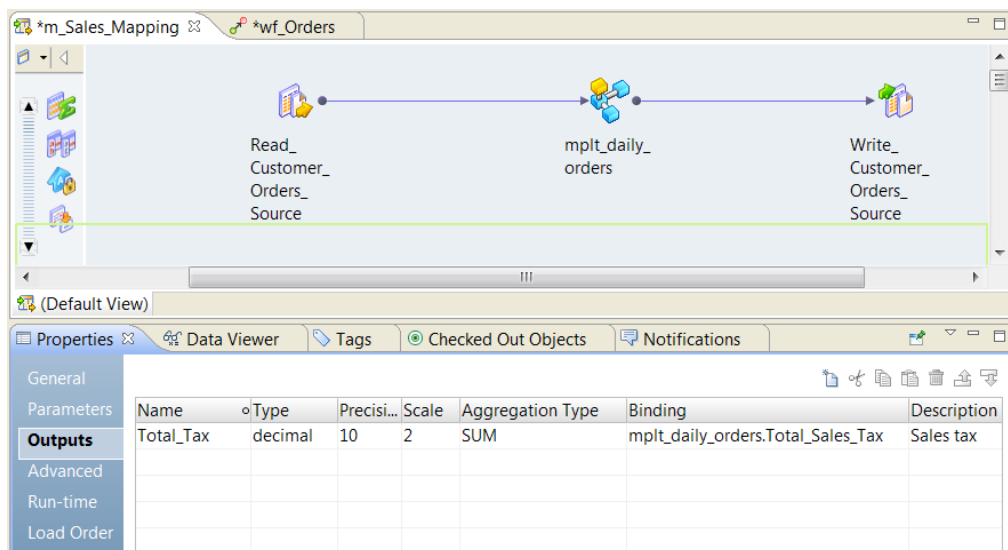 *m_Sales_Mapping *wf_Orders
Read_ mplt_daily_ Write_
Customer_ orders Customer_
Orders_ Orders_
Source Source
(Default View)
Properties Data Viewer Tags Checked Out Objects Notifications
General
Parameters
Outputs
Advanced
Run-time
Load Order
Name Type Precisi... Scale Aggregation Type Binding Description
Total_Tax decimal 10 2 SUM mplt_daily_orders.Total_Sales_Tax Sales tax